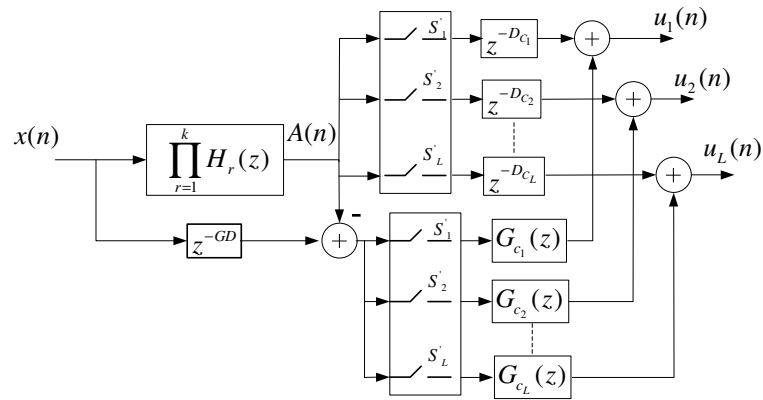 S'_1 z^{-D_{C_1}} u_1(n)
S'_2 z^{-D_{C_2}} u_2(n)
x(n) \prod_{r=1}^{k} H_r(z) A(n) S'_L z^{-D_{C_L}} u_L(n)
+ + +
-
z^{-GD} + S'_1 G_{c_1}(z)
S'_2 G_{c_2}(z)
S'_L G_{c_L}(z)